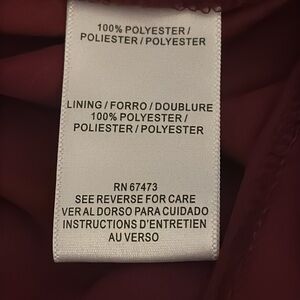 100% POLYESTER /
POLIESTER / POLYESTER
LINING / FORRO / DOUBLURE
100% POLYESTER /
POLIESTER / POLYESTER
RN 67473
SEE REVERSE FOR CARE
VER AL DORSO PARA CUIDADO
INSTRUCTIONS D'ENTRETIEN
AU VERSO